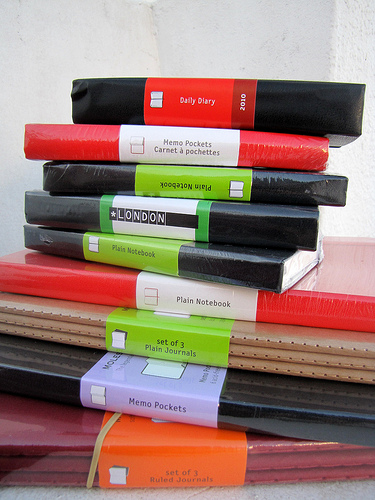 Daily Diary 2010
Memo Pockets
Carnet à pochettes
Plain Notebook
*LONDON
Plain Notebook
Plain Notebook
set of 3
Plain Journals
MOLE
Memo Pockets
set of 3
Ruled Journals